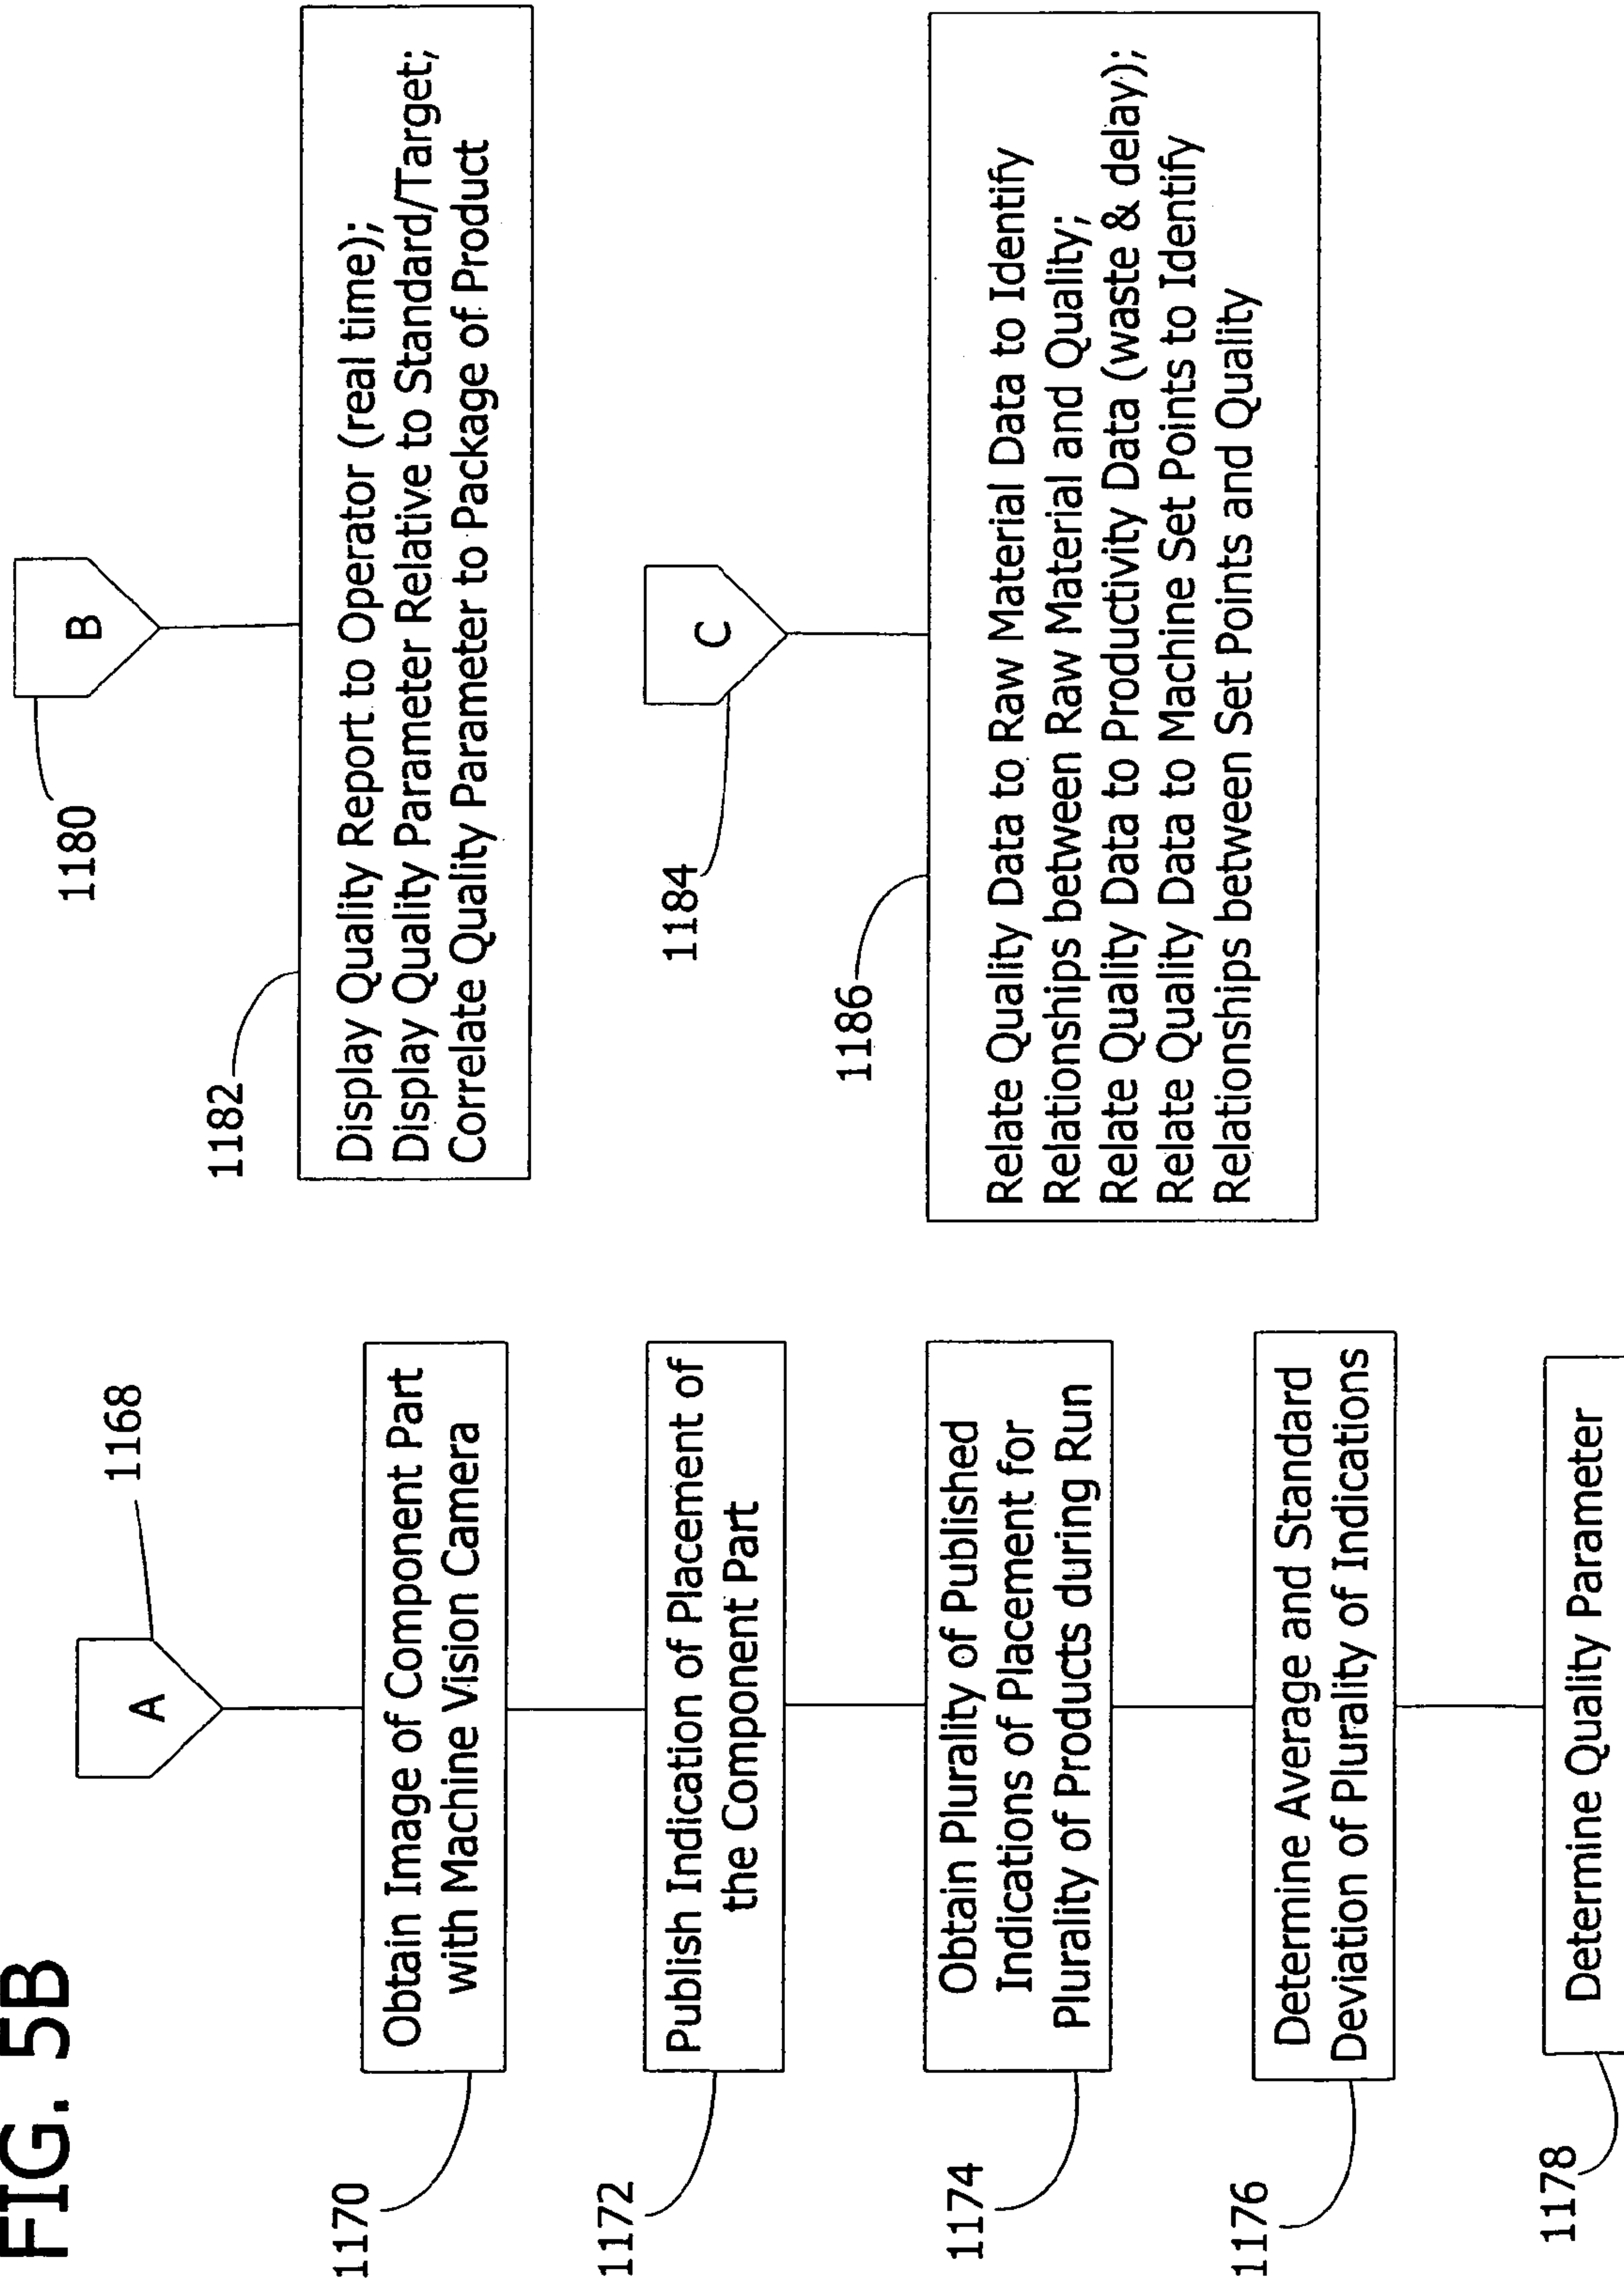 FIG. 5B
A
1168
1170
Obtain Image of Component Part
with Machine Vision Camera
1172
Publish Indication of Placement of
the Component Part
1174
Obtain Plurality of Published
Indications of Placement for
Plurality of Products during Run
1176
Determine Average and Standard
Deviation of Plurality of Indications
1178
Determine Quality Parameter
1180
B
1182
Display Quality Report to Operator (real time);
Display Quality Parameter Relative to Standard/Target;
Correlate Quality Parameter to Package of Product
1184
C
1186
Relate Quality Data to Raw Material Data to Identify
Relationships between Raw Material and Quality;
Relate Quality Data to Productivity Data (waste & delay);
Relate Quality Data to Machine Set Points to Identify
Relationships between Set Points and Quality